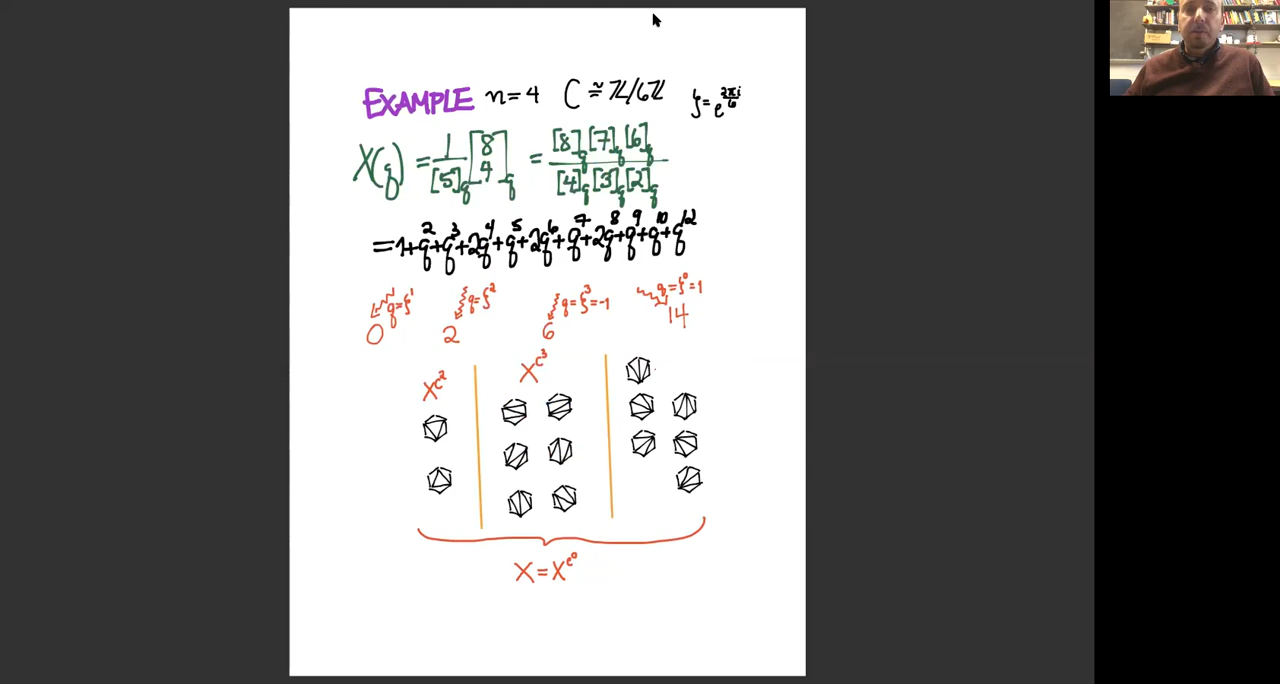 EXAMPLE n=4 C≅ℤ/6ℤ ζ=e^{2πi/6}
X(q) = 1/[5]_q [8 4]_q = [8]_q[7]_q[6]_q / [4]_q[3]_q[2]_q
=1+q^2+q^3+2q^4+q^5+2q^6+q^7+2q^8+q^9+q^10+q^12
q=ζ^1 q=ζ^2 q=ζ^3=-1 q=ζ^0=1
0 2 6 14
X^{c^2} X^{c^3}
X=X^{c^0}